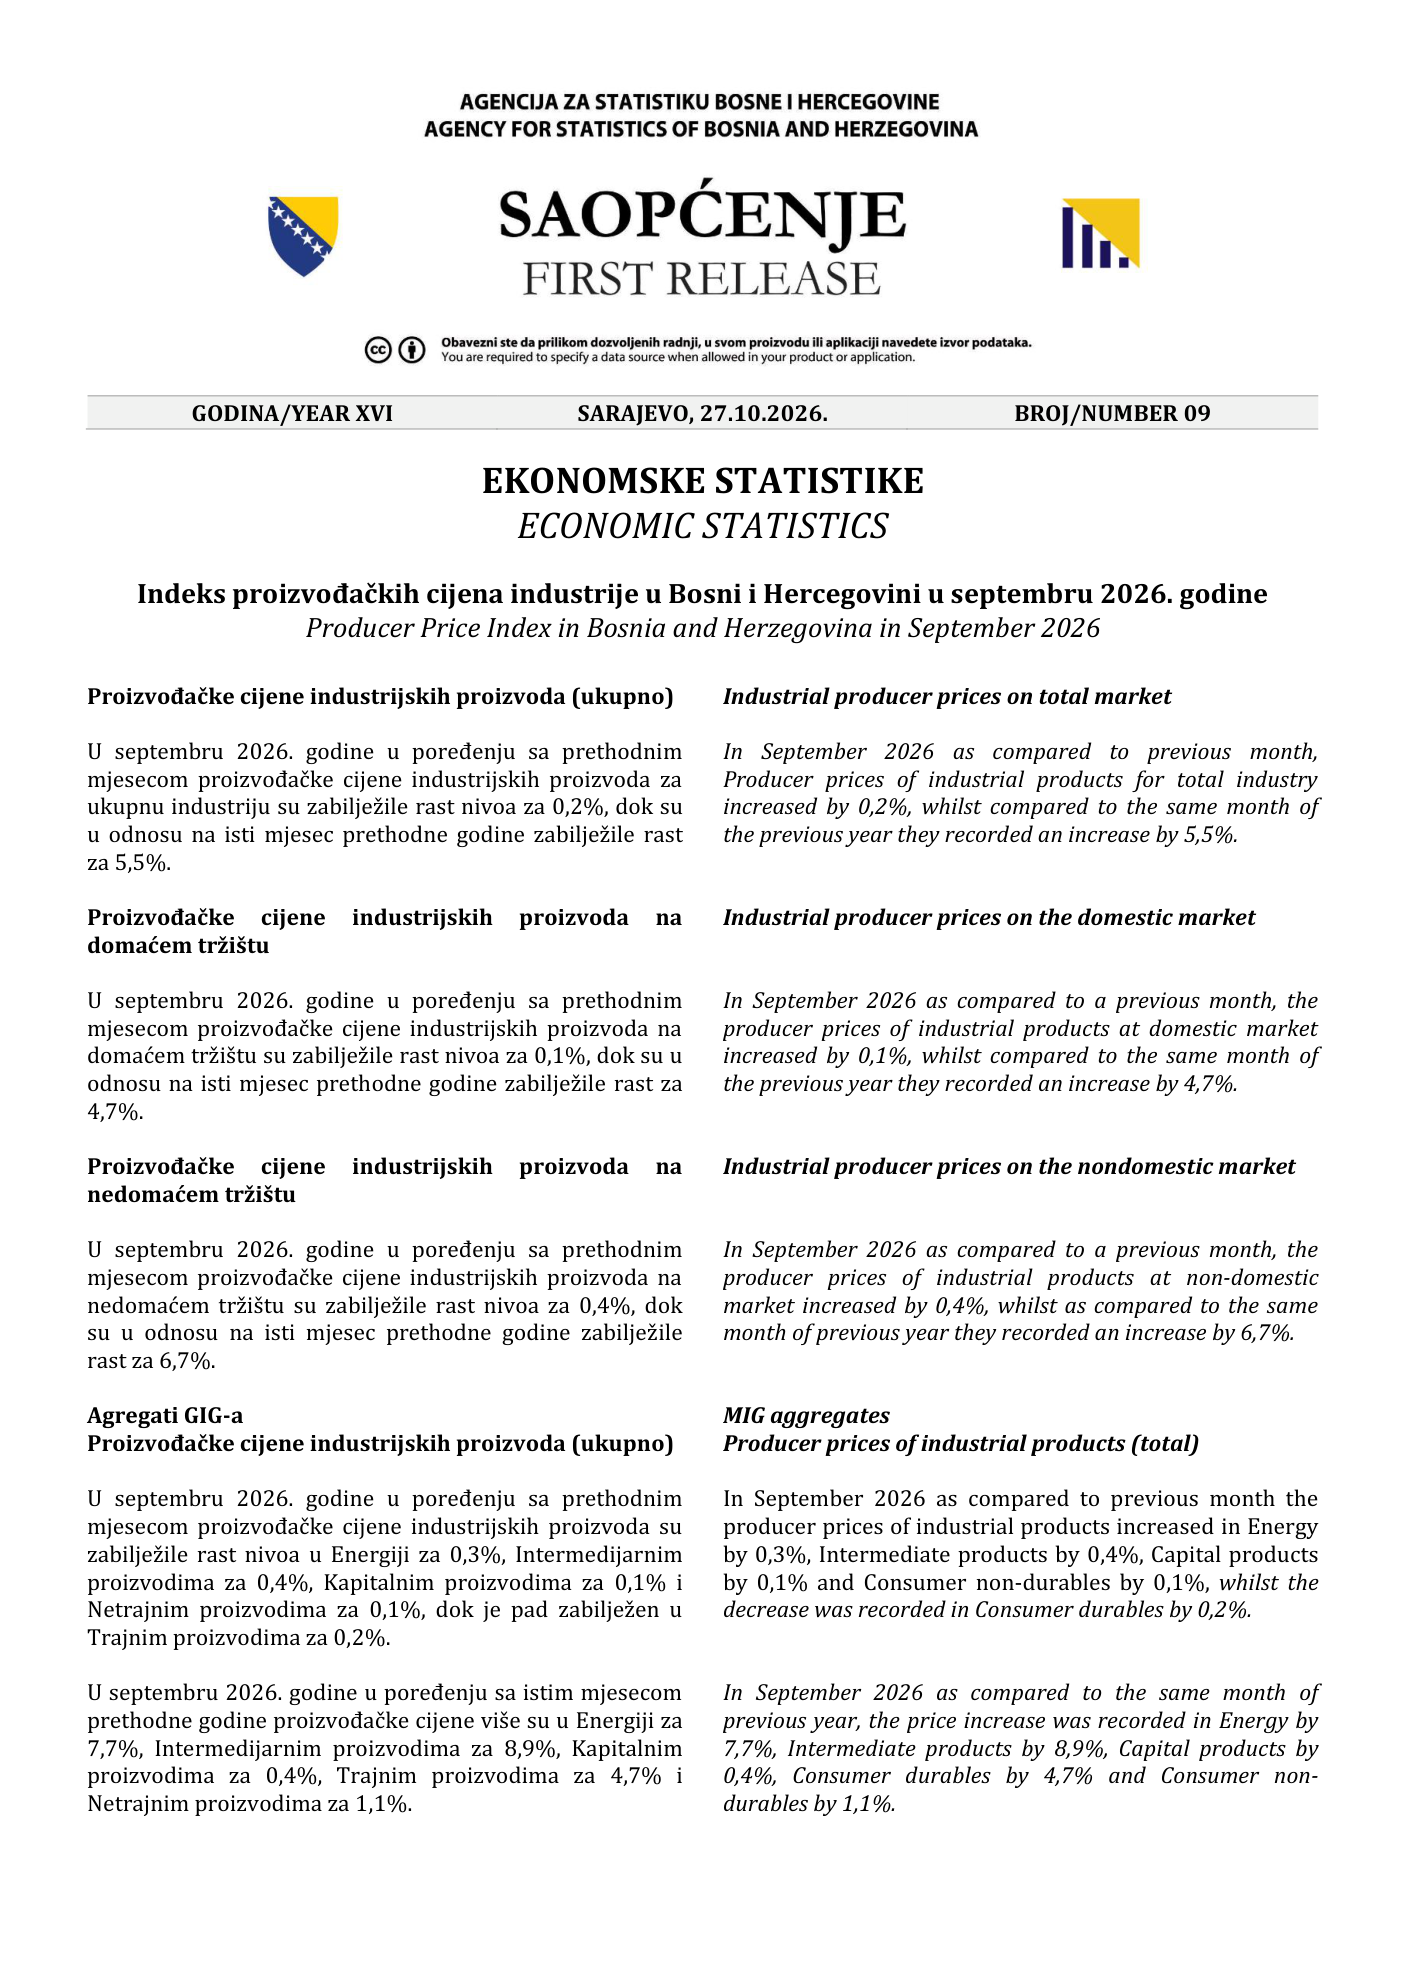 AGENCIJA ZA STATISTIKU BOSNE I HERCEGOVINE
AGENCY FOR STATISTICS OF BOSNIA AND HERZEGOVINA
SAOPĆENJE
FIRST RELEASE
cc
Obavezni ste da prilikom dozvoljenih radnji, u svom proizvodu ili aplikaciji navedete izvor podataka.
You are required to specify a data source when allowed in your product or application.
GODINA/YEAR XVI SARAJEVO, 27.10.2026. BROJ/NUMBER 09
EKONOMSKE STATISTIKE
ECONOMIC STATISTICS
Indeks proizvođačkih cijena industrije u Bosni i Hercegovini u septembru 2026. godine
Producer Price Index in Bosnia and Herzegovina in September 2026
Proizvođačke cijene industrijskih proizvoda (ukupno)
U septembru 2026. godine u poređenju sa prethodnim
mjesecom proizvođačke cijene industrijskih proizvoda za
ukupnu industriju su zabilježile rast nivoa za 0,2%, dok su
u odnosu na isti mjesec prethodne godine zabilježile rast
za 5,5%.
Industrial producer prices on total market
In September 2026 as compared to previous month,
Producer prices of industrial products for total industry
increased by 0,2%, whilst compared to the same month of
the previous year they recorded an increase by 5,5%.
Proizvođačke cijene industrijskih proizvoda na
domaćem tržištu
U septembru 2026. godine u poređenju sa prethodnim
mjesecom proizvođačke cijene industrijskih proizvoda na
domaćem tržištu su zabilježile rast nivoa za 0,1%, dok su u
odnosu na isti mjesec prethodne godine zabilježile rast za
4,7%.
Industrial producer prices on the domestic market
In September 2026 as compared to a previous month, the
producer prices of industrial products at domestic market
increased by 0,1%, whilst compared to the same month of
the previous year they recorded an increase by 4,7%.
Proizvođačke cijene industrijskih proizvoda na
nedomaćem tržištu
U septembru 2026. godine u poređenju sa prethodnim
mjesecom proizvođačke cijene industrijskih proizvoda na
nedomaćem tržištu su zabilježile rast nivoa za 0,4%, dok
su u odnosu na isti mjesec prethodne godine zabilježile
rast za 6,7%.
Industrial producer prices on the nondomestic market
In September 2026 as compared to a previous month, the
producer prices of industrial products at non-domestic
market increased by 0,4%, whilst as compared to the same
month of previous year they recorded an increase by 6,7%.
Agregati GIG-a
Proizvođačke cijene industrijskih proizvoda (ukupno)
U septembru 2026. godine u poređenju sa prethodnim
mjesecom proizvođačke cijene industrijskih proizvoda su
zabilježile rast nivoa u Energiji za 0,3%, Intermedijarnim
proizvodima za 0,4%, Kapitalnim proizvodima za 0,1% i
Netrajnim proizvodima za 0,1%, dok je pad zabilježen u
Trajnim proizvodima za 0,2%.
U septembru 2026. godine u poređenju sa istim mjesecom
prethodne godine proizvođačke cijene više su u Energiji za
7,7%, Intermedijarnim proizvodima za 8,9%, Kapitalnim
proizvodima za 0,4%, Trajnim proizvodima za 4,7% i
Netrajnim proizvodima za 1,1%.
MIG aggregates
Producer prices of industrial products (total)
In September 2026 as compared to previous month the
producer prices of industrial products increased in Energy
by 0,3%, Intermediate products by 0,4%, Capital products
by 0,1% and Consumer non-durables by 0,1%, whilst the
decrease was recorded in Consumer durables by 0,2%.
In September 2026 as compared to the same month of
previous year, the price increase was recorded in Energy by
7,7%, Intermediate products by 8,9%, Capital products by
0,4%, Consumer durables by 4,7% and Consumer non-
durables by 1,1%.